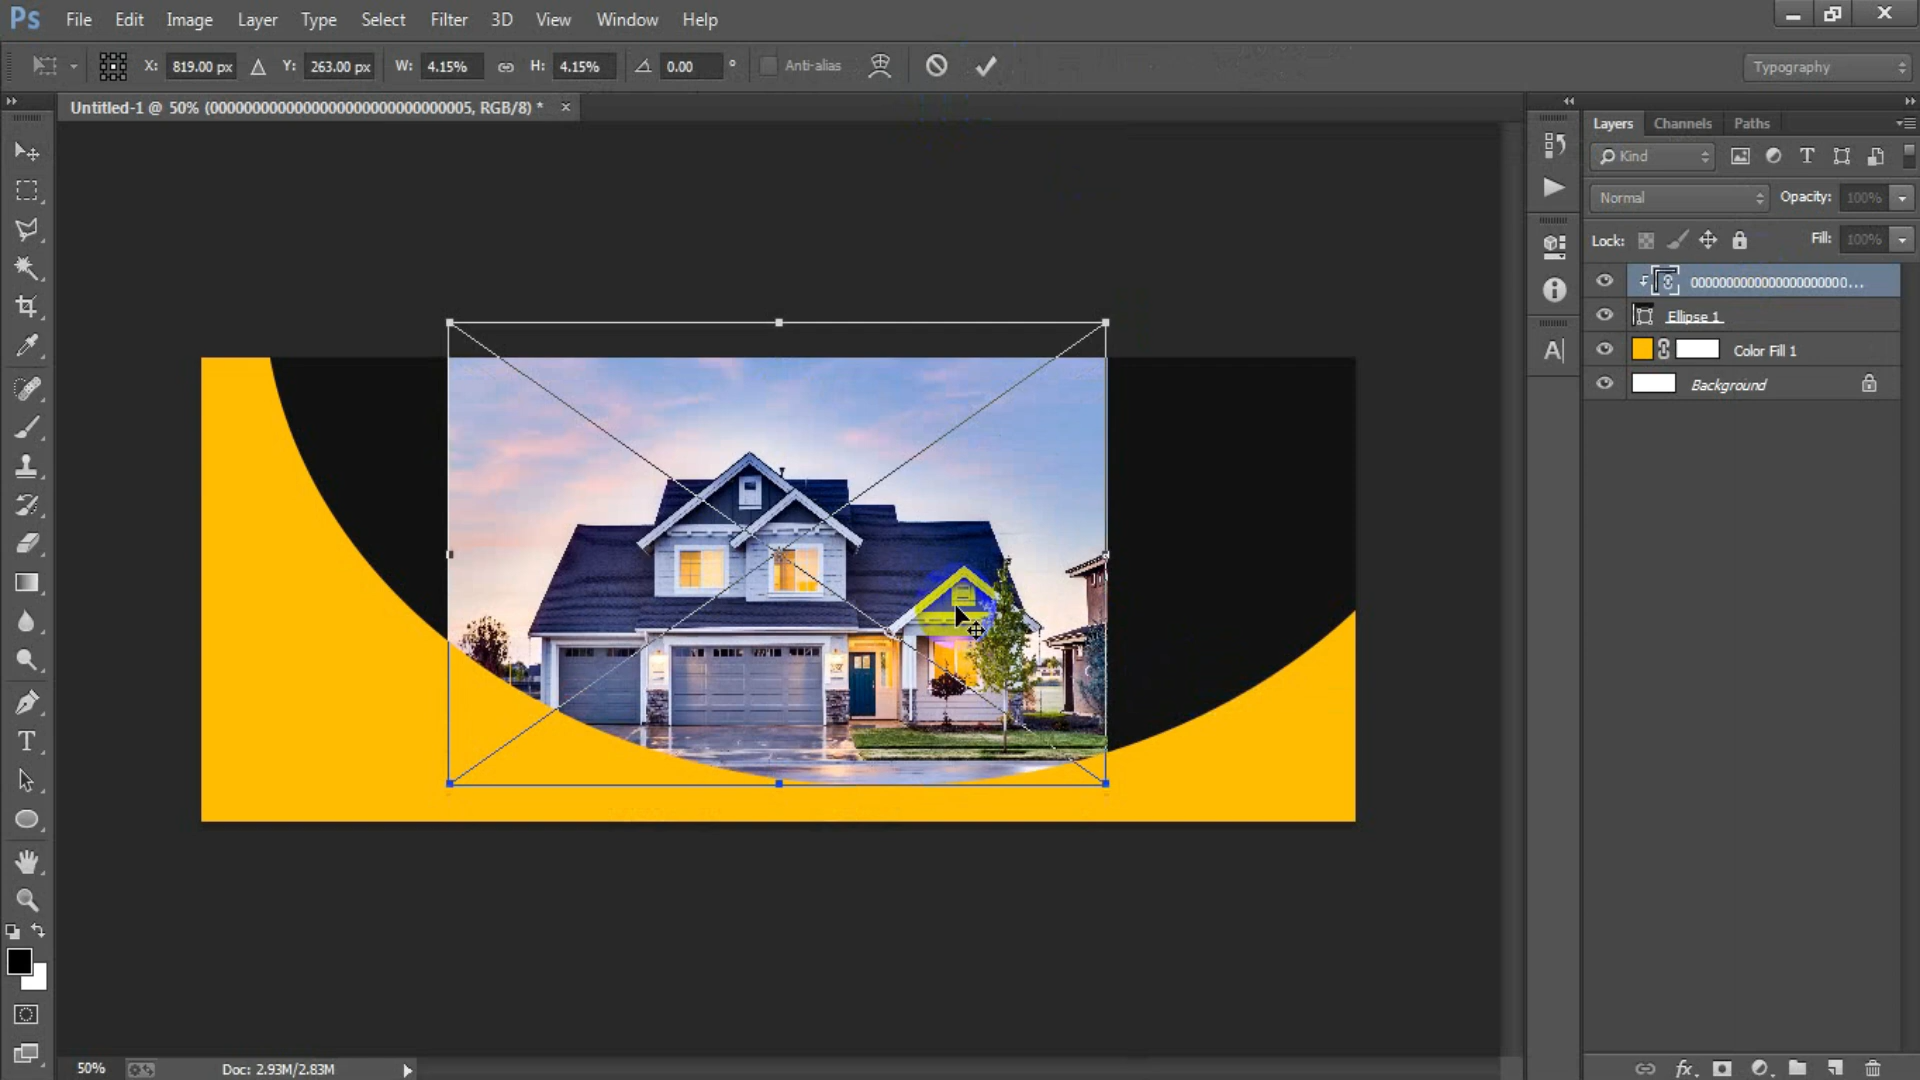 Ps File Edit Image Layer Type Select Filter 3D View Window Help
X: 819.00 px Y: 263.00 px W: 4.15% H: 4.15% 0.00 ° Anti-alias Typography
Untitled-1 @ 50% (0000000000000000000000000000005, RGB/8) * ×
Layers Channels Paths
Kind
Normal Opacity: 100%
Lock: Fill: 100%
000000000000000000000000...
Ellipse 1
Color Fill 1
Background
50% Doc: 2.93M/2.83M